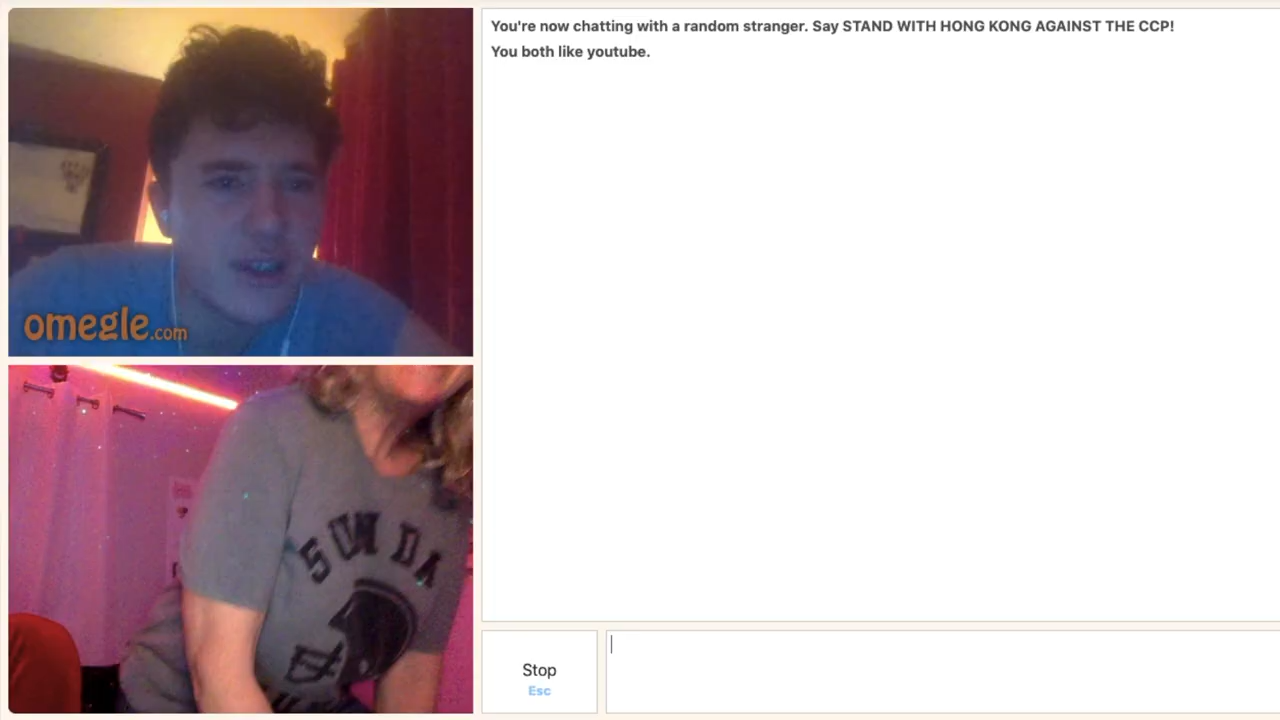 You're now chatting with a random stranger. Say STAND WITH HONG KONG AGAINST THE CCP!
You both like youtube.
omegle.com
SUNDA
Stop
Esc